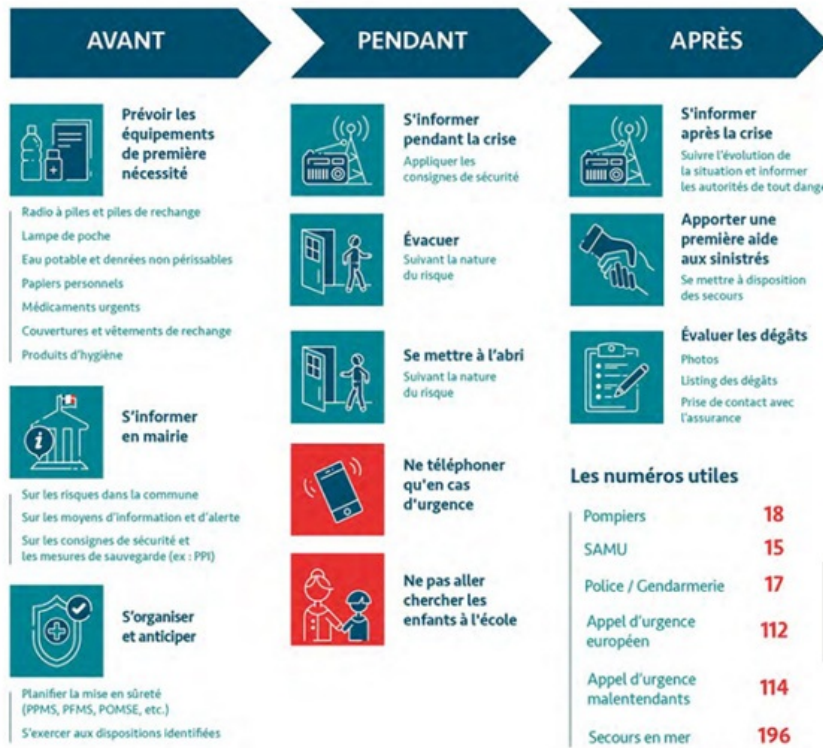 AVANT
Prévoir les
équipements
de première
nécessité
Radio à piles et piles de rechange
Lampe de poche
Eau potable et denrées non périssables
Papiers personnels
Médicaments urgents
Couvertures et vêtements de rechange
Produits d'hygiène
i
S'informer
en mairie
Sur les risques dans la commune
Sur les moyens d'information et d'alerte
Sur les consignes de sécurité et
les mesures de sauvegarde (ex : PPI)
S'organiser
et anticiper
Planifier la mise en sûreté
(PPMS, PFMS, POMSE, etc.)
S'exercer aux dispositions identifiées
PENDANT
S'informer
pendant la crise
Appliquer les
consignes de sécurité
Évacuer
Suivant la nature
du risque
Se mettre à l'abri
Suivant la nature
du risque
Ne téléphoner
qu'en cas
d'urgence
Ne pas aller
chercher les
enfants à l'école
APRÈS
S'informer
après la crise
Suivre l'évolution de
la situation et informer
les autorités de tout dange
Apporter une
première aide
aux sinistrés
Se mettre à disposition
des secours
Évaluer les dégâts
Photos
Listing des dégâts
Prise de contact avec
l'assurance
Les numéros utiles
Pompiers 18
SAMU 15
Police / Gendarmerie 17
Appel d'urgence
européen 112
Appel d'urgence
malentendants 114
Secours en mer 196